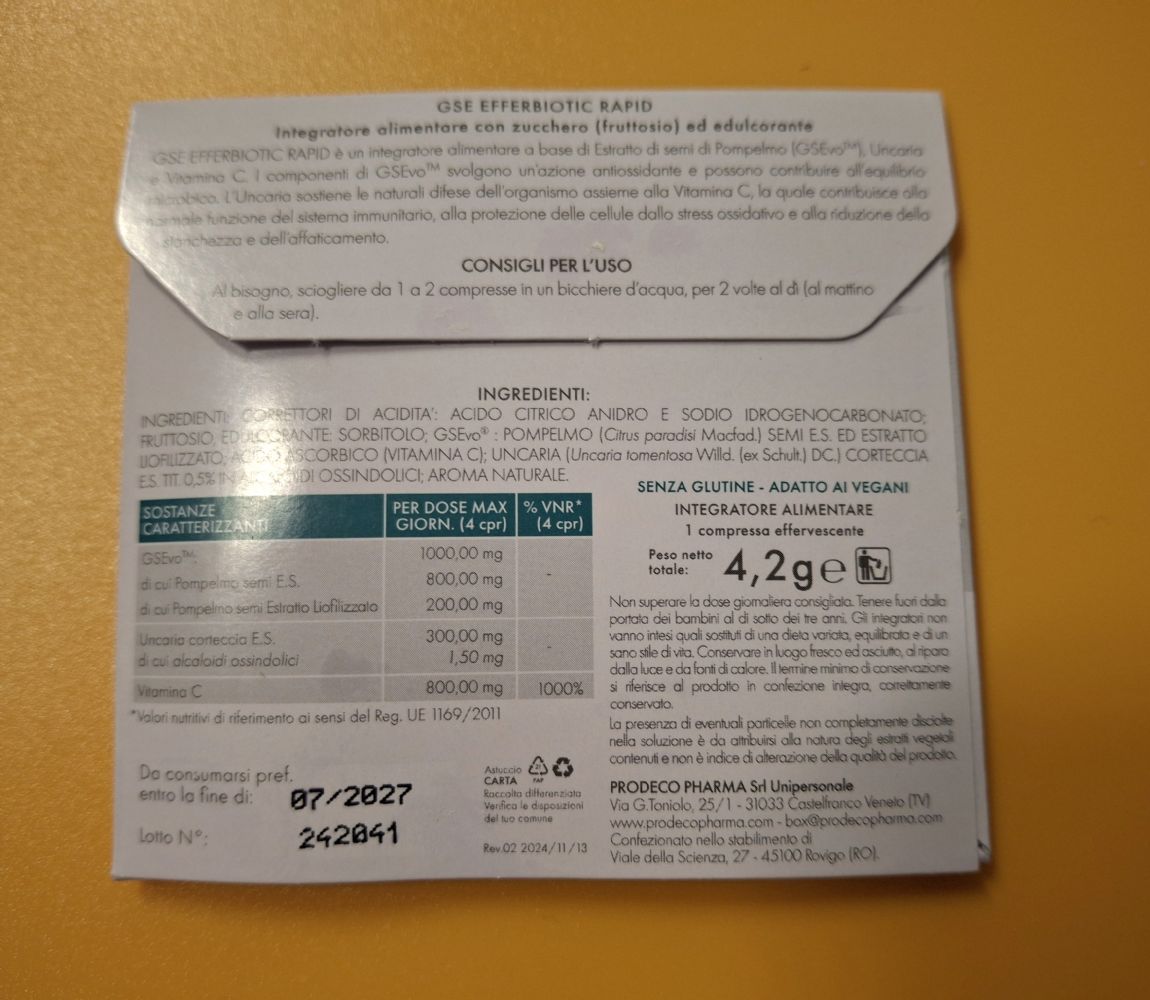 GSE EFFERBIOTIC RAPID
Integratore alimentare con zucchero (fruttosio) ed edulcorante
GSE EFFERBIOTIC RAPID è un integratore alimentare a base di Estratto di semi di Pompelmo (GSEvo™), Uncaria
e Vitamina C. I componenti di GSEvo™ svolgono un'azione antiossidante e possono contribuire all'equilibrio
microbico. L'Uncaria sostiene le naturali difese dell'organismo assieme alla Vitamina C, la quale contribuisce alla
normale funzione del sistema immunitario, alla protezione delle cellule dallo stress ossidativo e alla riduzione della
stanchezza e dell'affaticamento.
CONSIGLI PER L'USO
Al bisogno, sciogliere da 1 a 2 compresse in un bicchiere d'acqua, per 2 volte al dì (al mattino
e alla sera).
INGREDIENTI:
INGREDIENTI: CORRETTORI DI ACIDITA': ACIDO CITRICO ANIDRO E SODIO IDROGENOCARBONATO;
FRUTTOSIO, EDULCORANTE: SORBITOLO; GSEvo® : POMPELMO (Citrus paradisi Macfad.) SEMI E.S. ED ESTRATTO
LIOFILIZZATO; ACIDO ASCORBICO (VITAMINA C); UNCARIA (Uncaria tomentosa Willd. (ex Schult.) DC.) CORTECCIA
E.S. TIT. 0,5% IN ALCALOIDI OSSINDOLICI; AROMA NATURALE.
SOSTANZE CARATTERIZZANTI PER DOSE MAX GIORN. (4 cpr) % VNR* (4 cpr)
GSEvo™: 1000,00 mg
di cui Pompelmo semi E.S. 800,00 mg -
di cui Pompelmo semi Estratto Liofilizzato 200,00 mg
Uncaria corteccia E.S. 300,00 mg -
di cui alcaloidi ossindolici 1,50 mg
Vitamina C 800,00 mg 1000%
*Valori nutritivi di riferimento ai sensi del Reg. UE 1169/2011
Da consumarsi pref.
entro la fine di: 07/2027
Lotto N°: 242041
Astuccio
CARTA
21
PAP
Raccolta differenziata
Verifica le disposizioni
del tuo comune
Rev.02 2024/11/13
SENZA GLUTINE - ADATTO AI VEGANI
INTEGRATORE ALIMENTARE
1 compressa effervescente
Peso netto
totale: 4,2g e
Non superare la dose giornaliera consigliata. Tenere fuori dalla
portata dei bambini al di sotto dei tre anni. Gli integratori non
vanno intesi quali sostituti di una dieta variata, equilibrata e di un
sano stile di vita. Conservare in luogo fresco ed asciutto, al riparo
dalla luce e da fonti di calore. Il termine minimo di conservazione
si riferisce al prodotto in confezione integra, correttamente
conservato.
La presenza di eventuali particelle non completamente disciolte
nella soluzione è da attribuirsi alla natura degli estratti vegetali
contenuti e non è indice di alterazione della qualità del prodotto.
PRODECO PHARMA Srl Unipersonale
Via G.Toniolo, 25/1 - 31033 Castelfranco Veneto (TV)
www.prodecopharma.com - box@prodecopharma.com
Confezionato nello stabilimento di
Viale della Scienza, 27 - 45100 Rovigo (RO).